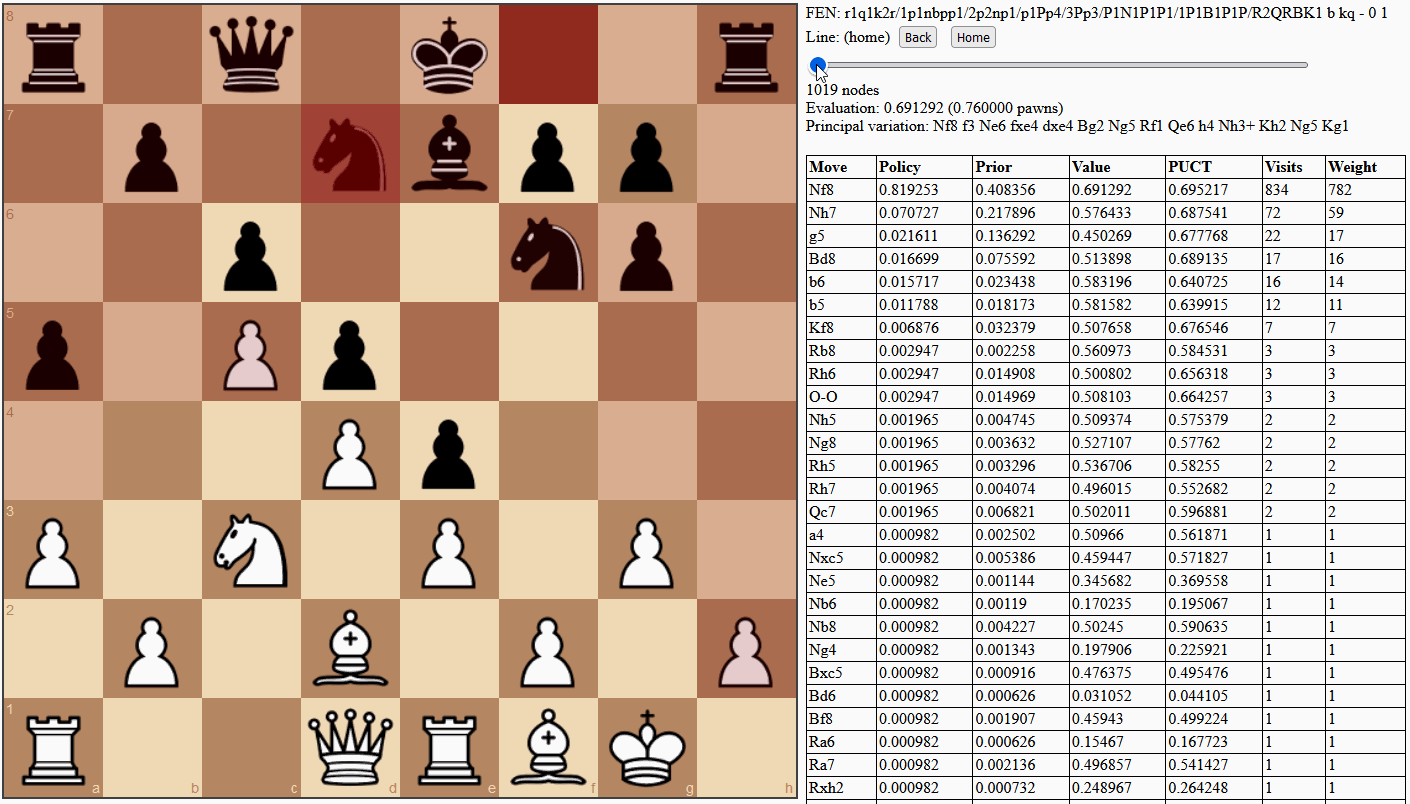 8
7
6
5
4
3
2
1
a b c d e f g h
FEN: r1q1k2r/1p1nbpp1/2p2np1/p1Pp4/3Pp3/P1N1P1P1/1P1B1P1P/R2QRBK1 b kq - 0 1
Line: (home) Back Home
1019 nodes
Evaluation: 0.691292 (0.760000 pawns)
Principal variation: Nf8 f3 Ne6 fxe4 dxe4 Bg2 Ng5 Rf1 Qe6 h4 Nh3+ Kh2 Ng5 Kg1
Move Policy Prior Value PUCT Visits Weight
Nf8 0.819253 0.408356 0.691292 0.695217 834 782
Nh7 0.070727 0.217896 0.576433 0.687541 72 59
g5 0.021611 0.136292 0.450269 0.677768 22 17
Bd8 0.016699 0.075592 0.513898 0.689135 17 16
b6 0.015717 0.023438 0.583196 0.640725 16 14
b5 0.011788 0.018173 0.581582 0.639915 12 11
Kf8 0.006876 0.032379 0.507658 0.676546 7 7
Rb8 0.002947 0.002258 0.560973 0.584531 3 3
Rh6 0.002947 0.014908 0.500802 0.656318 3 3
O-O 0.002947 0.014969 0.508103 0.664257 3 3
Nh5 0.001965 0.004745 0.509374 0.575379 2 2
Ng8 0.001965 0.003632 0.527107 0.57762 2 2
Rh5 0.001965 0.003296 0.536706 0.58255 2 2
Rh7 0.001965 0.004074 0.496015 0.552682 2 2
Qc7 0.001965 0.006821 0.502011 0.596881 2 2
a4 0.000982 0.002502 0.50966 0.561871 1 1
Nxc5 0.000982 0.005386 0.459447 0.571827 1 1
Ne5 0.000982 0.001144 0.345682 0.369558 1 1
Nb6 0.000982 0.00119 0.170235 0.195067 1 1
Nb8 0.000982 0.004227 0.50245 0.590635 1 1
Ng4 0.000982 0.001343 0.197906 0.225921 1 1
Bxc5 0.000982 0.000916 0.476375 0.495476 1 1
Bd6 0.000982 0.000626 0.031052 0.044105 1 1
Bf8 0.000982 0.001907 0.45943 0.499224 1 1
Ra6 0.000982 0.000626 0.15467 0.167723 1 1
Ra7 0.000982 0.002136 0.496857 0.541427 1 1
Rxh2 0.000982 0.000732 0.248967 0.264248 1 1